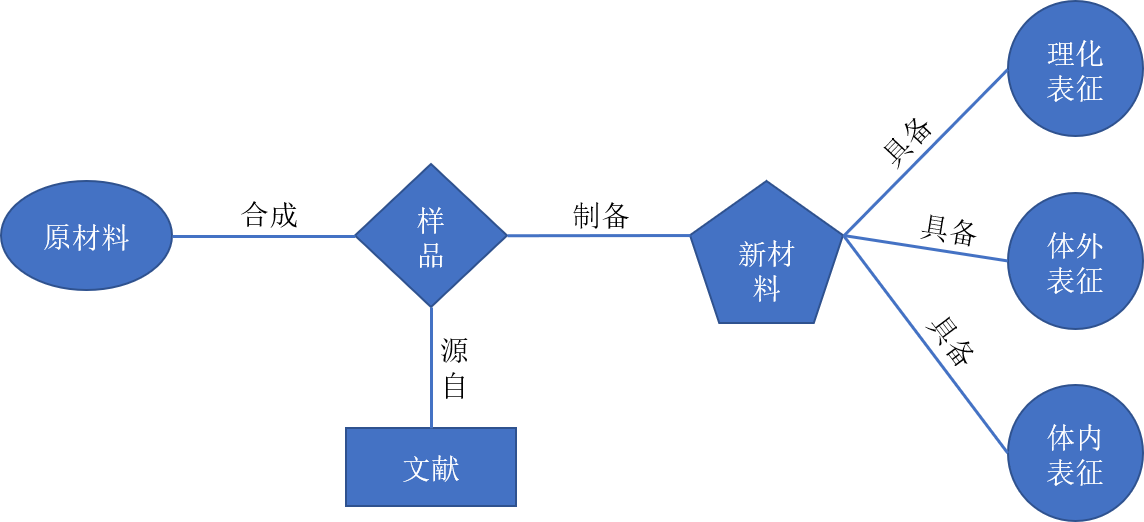 原材料
合成
样
品
源
自
文献
制备
新材
料
具备
理化
表征
具备
体外
表征
具备
体内
表征